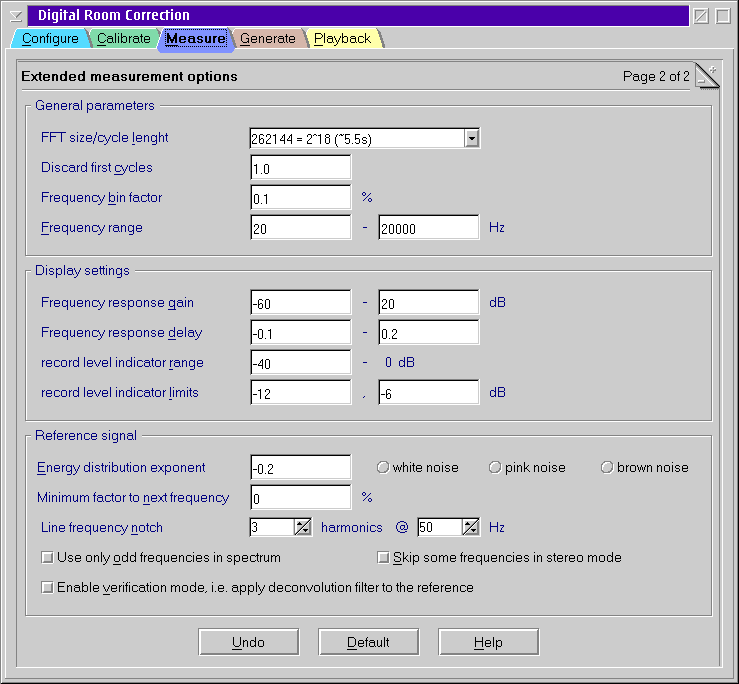 Digital Room Correction
Configure Calibrate Measure Generate Playback
Extended measurement options Page 2 of 2
General parameters
FFT size/cycle lenght 262144 = 2^18 (~5.5s)
Discard first cycles 1.0
Frequency bin factor 0.1 %
Frequency range 20 - 20000 Hz
Display settings
Frequency response gain -60 - 20 dB
Frequency response delay -0.1 - 0.2
record level indicator range -40 - 0 dB
record level indicator limits -12 , -6 dB
Reference signal
Energy distribution exponent -0.2 white noise pink noise brown noise
Minimum factor to next frequency 0 %
Line frequency notch 3 harmonics @ 50 Hz
Use only odd frequencies in spectrum Skip some frequencies in stereo mode
Enable verification mode, i.e. apply deconvolution filter to the reference
Undo Default Help